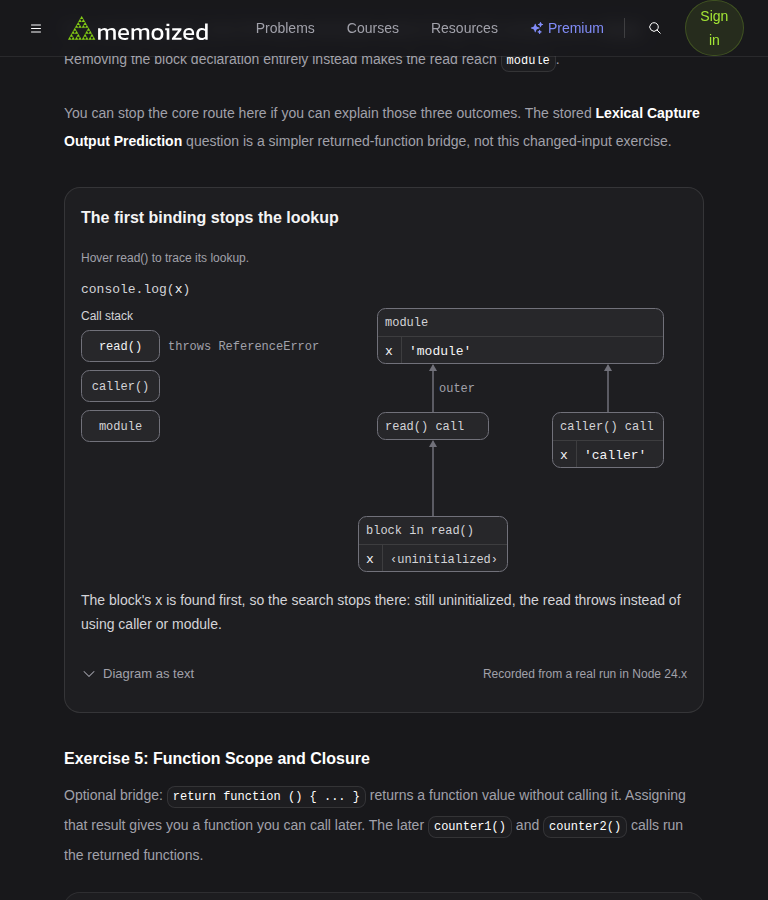 memoized
Problems
Courses
Resources
Premium
Sign
in
Removing the block declaration entirely instead makes the read reach module.
You can stop the core route here if you can explain those three outcomes. The stored Lexical Capture
Output Prediction question is a simpler returned-function bridge, not this changed-input exercise.
The first binding stops the lookup
Hover read() to trace its lookup.
console.log(x)
Call stack
read() throws ReferenceError
caller()
module
module
x 'module'
outer
read() call
caller() call
x 'caller'
block in read()
x ‹uninitialized›
The block's x is found first, so the search stops there: still uninitialized, the read throws instead of
using caller or module.
Diagram as text
Recorded from a real run in Node 24.x
Exercise 5: Function Scope and Closure
Optional bridge: return function () { ... } returns a function value without calling it. Assigning
that result gives you a function you can call later. The later counter1() and counter2() calls run
the returned functions.